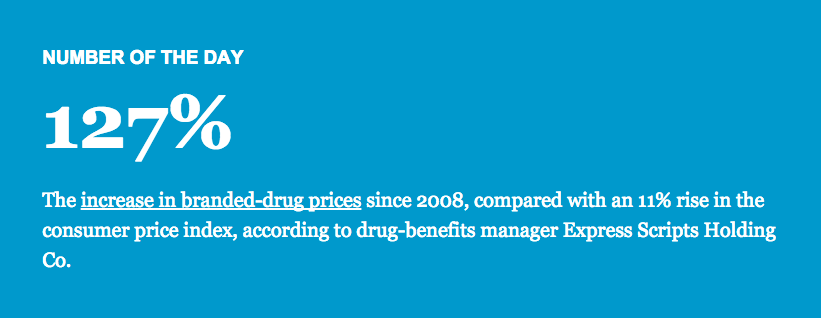 NUMBER OF THE DAY
127%
The increase in branded-drug prices since 2008, compared with an 11% rise in the
consumer price index, according to drug-benefits manager Express Scripts Holding
Co.